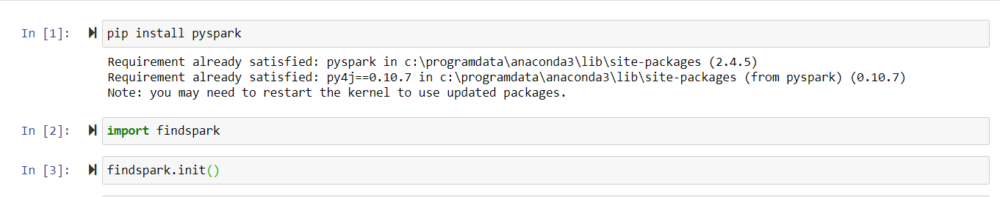 In [1]: pip install pyspark
Requirement already satisfied: pyspark in c:\programdata\anaconda3\lib\site-packages (2.4.5)
Requirement already satisfied: py4j==0.10.7 in c:\programdata\anaconda3\lib\site-packages (from pyspark) (0.10.7)
Note: you may need to restart the kernel to use updated packages.
In [2]: import findspark
In [3]: findspark.init()